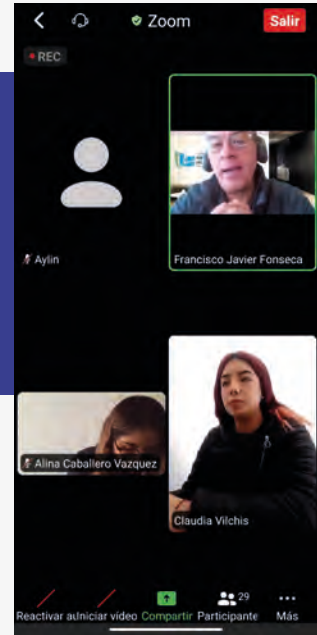 Zoom
Salir
REC
Aylin
Francisco Javier Fonseca
Alina Caballero Vazquez
Claudia Vilchis
29
Reactivar au
Iniciar vídeo
Compartir
Participante
Más